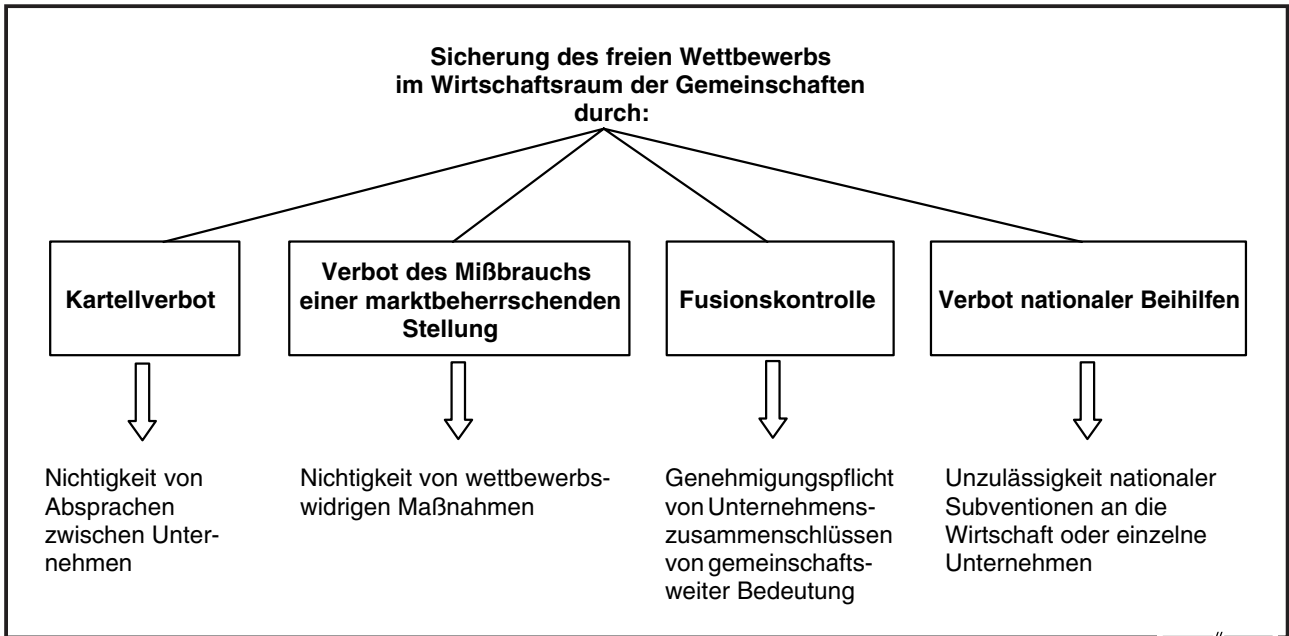 Sicherung des freien Wettbewerbs
im Wirtschaftsraum der Gemeinschaften
durch:
Kartellverbot
Verbot des Mißbrauchs
einer marktbeherrschenden
Stellung
Fusionskontrolle
Verbot nationaler Beihilfen
Nichtigkeit von
Absprachen
zwischen Unter-
nehmen
Nichtigkeit von wettbewerbs-
widrigen Maßnahmen
Genehmigungspflicht
von Unternehmens-
zusammenschlüssen
von gemeinschafts-
weiter Bedeutung
Unzulässigkeit nationaler
Subventionen an die
Wirtschaft oder einzelne
Unternehmen